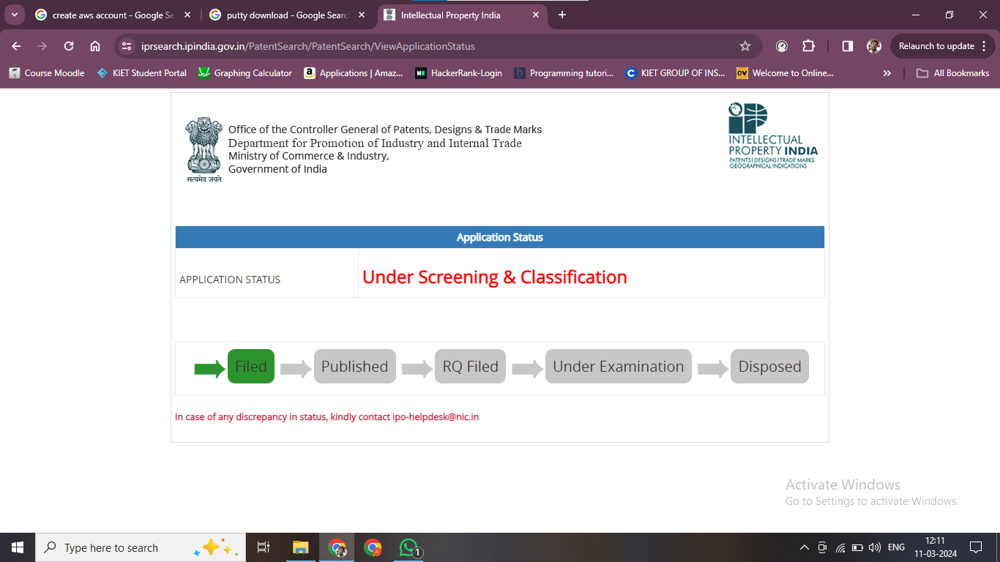 create aws account - Google Se
putty download - Google Searc
Intellectual Property India
iprsearch.ipindia.gov.in/PatentSearch/PatentSearch/ViewApplicationStatus
Relaunch to update
Course Moodle
KIET Student Portal
Graphing Calculator
Applications | Amaz...
HackerRank-Login
Programming tutori...
KIET GROUP OF INS...
Welcome to Online...
All Bookmarks
Office of the Controller General of Patents, Designs & Trade Marks
Department for Promotion of Industry and Internal Trade
Ministry of Commerce & Industry,
Government of India
सत्यमेव जयते
INTELLECTUAL
PROPERTY INDIA
PATENTS | DESIGNS | TRADE MARKS
GEOGRAPHICAL INDICATIONS
Application Status
APPLICATION STATUS
Under Screening & Classification
Filed
Published
RQ Filed
Under Examination
Disposed
In case of any discrepancy in status, kindly contact ipo-helpdesk@nic.in
Activate Windows
Go to Settings to activate Windows.
Type here to search
1
ENG
12:11
11-03-2024